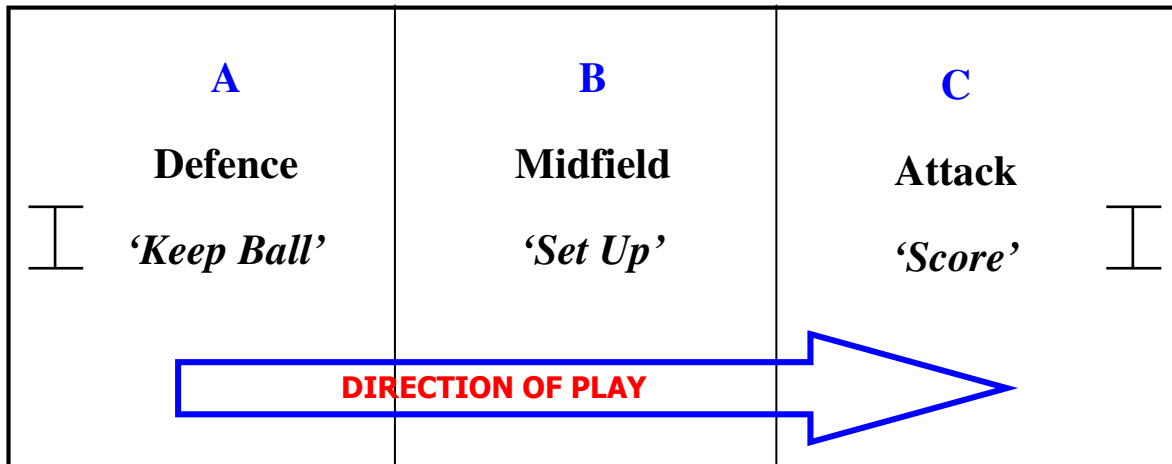 A
Defence
‘Keep Ball’
B
Midfield
‘Set Up’
C
Attack
‘Score’
DIRECTION OF PLAY